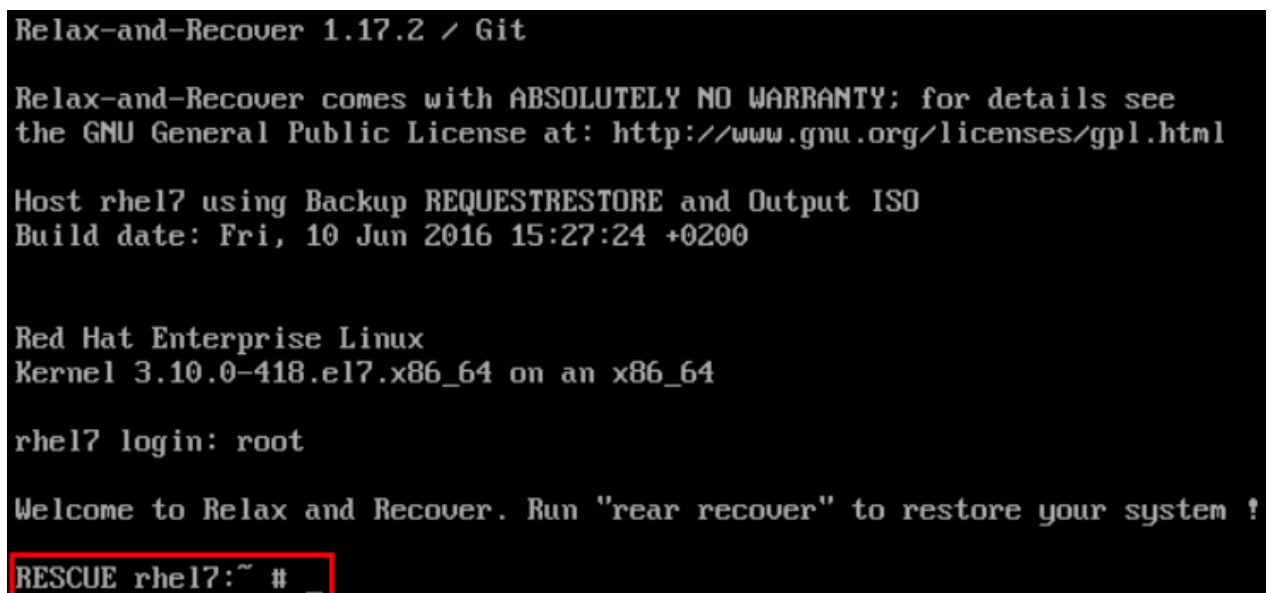 Relax-and-Recover 1.17.2 / Git
Relax-and-Recover comes with ABSOLUTELY NO WARRANTY; for details see
the GNU General Public License at: http://www.gnu.org/licenses/gpl.html
Host rhel7 using Backup REQUESTRESTORE and Output ISO
Build date: Fri, 10 Jun 2016 15:27:24 +0200
Red Hat Enterprise Linux
Kernel 3.10.0-418.el7.x86_64 on an x86_64
rhel7 login: root
Welcome to Relax and Recover. Run "rear recover" to restore your system !
RESCUE rhel7:~ # _